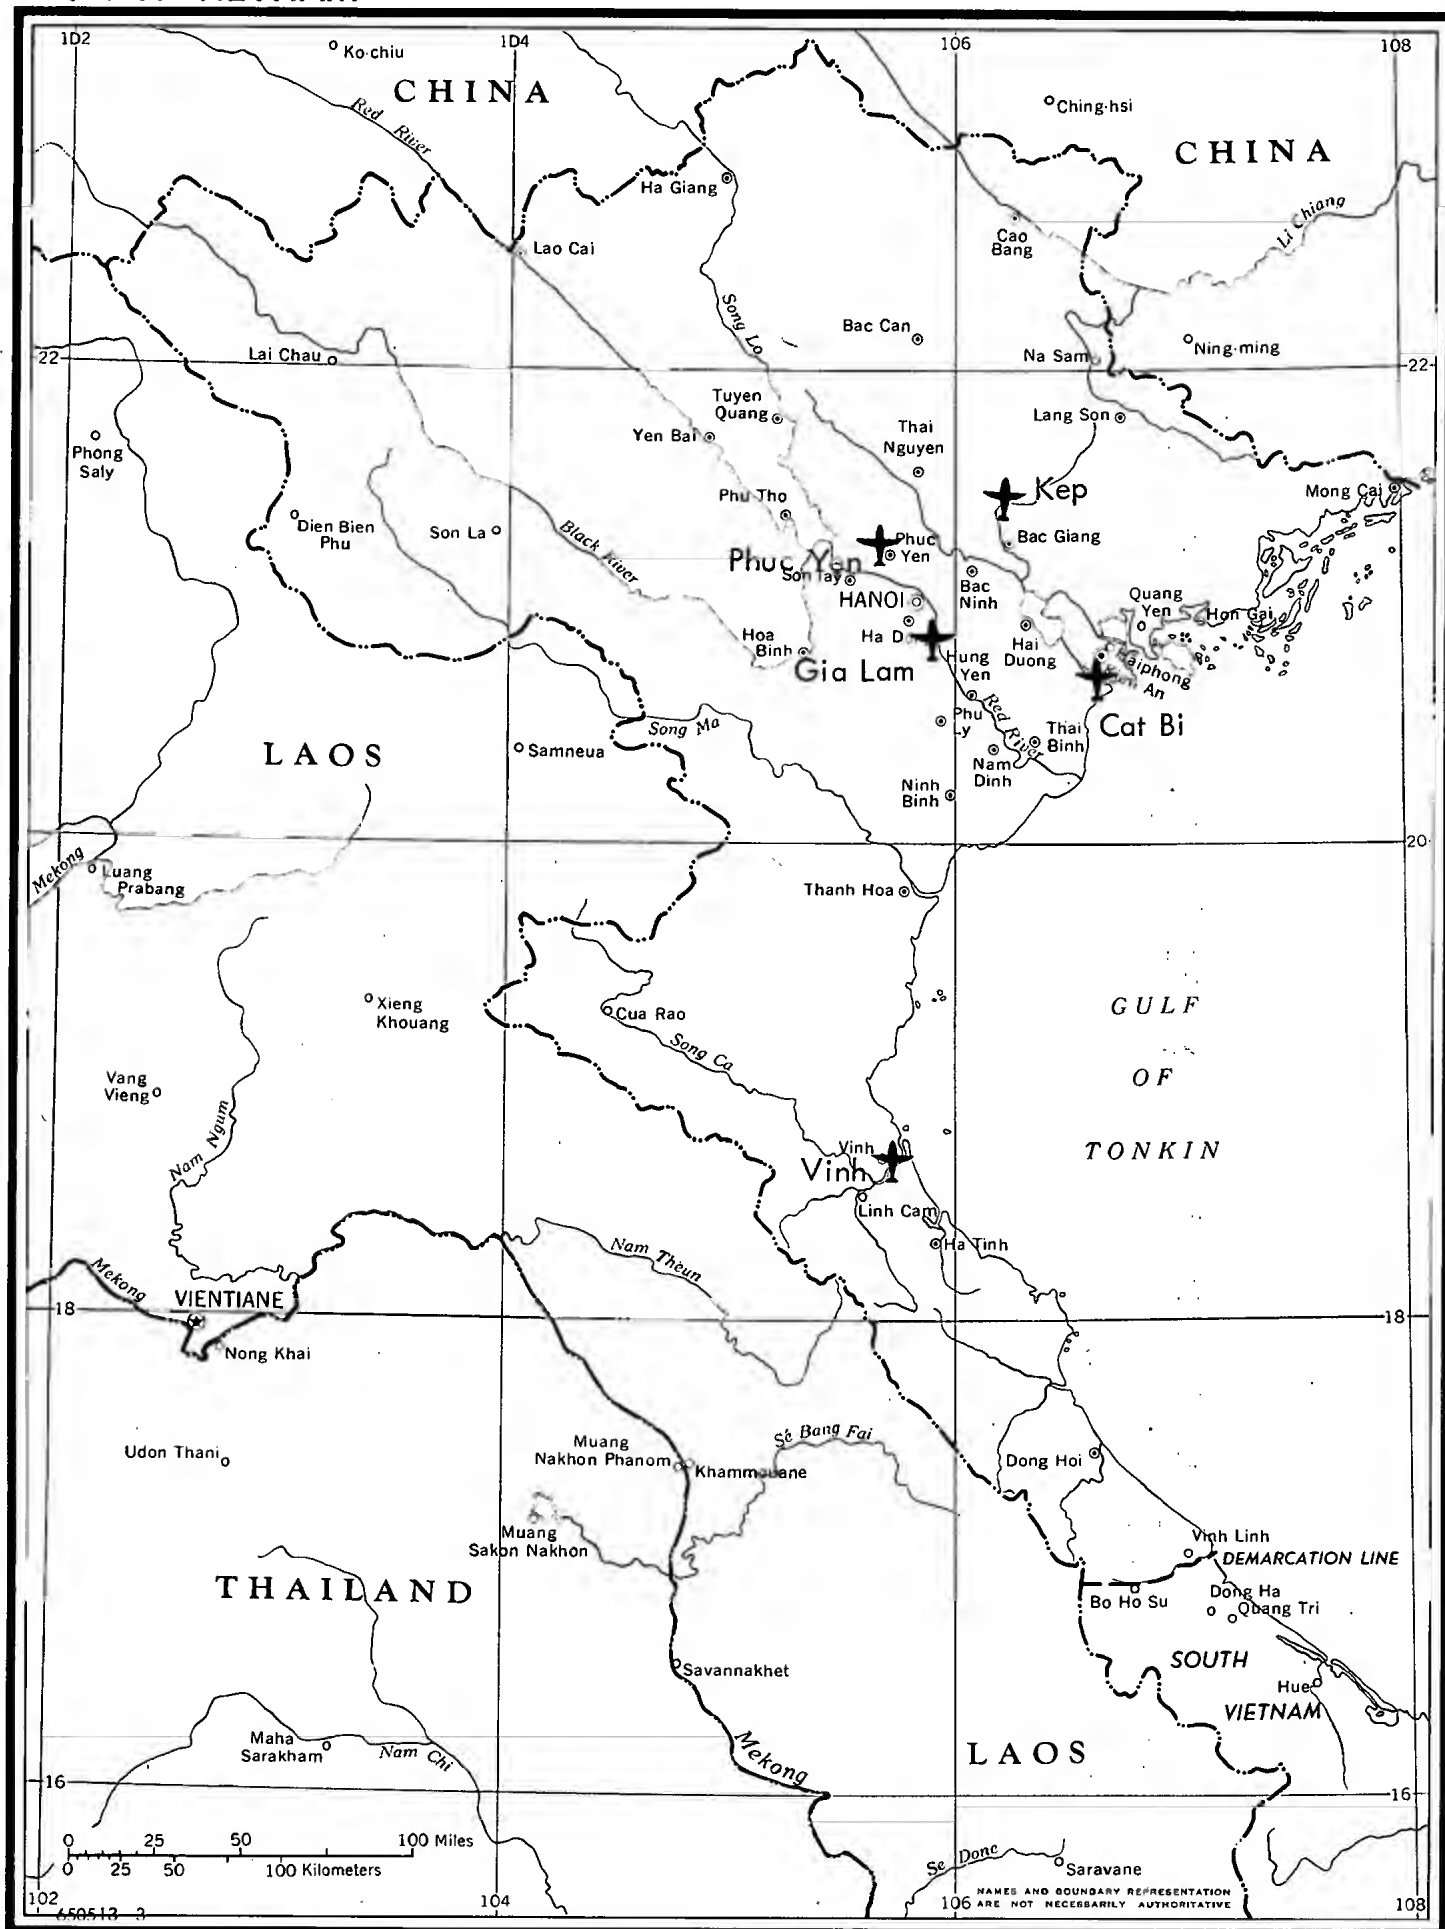 102
104
106
108
Ko-chiu
CHINA
Red River
Ching-hsi
CHINA
Ha Giang
Li Chiang
Cao
Bang
Lao Cai
Song Lo
Bac Can
Lai Chau
22
22
Na Sam
Ning-ming
Tuyen
Quang
Lang Son
Yen Bai
Thai
Nguyen
Phong
Saly
Kep
Mong Cai
Phu Tho
Dien Bien
Phu
Son La
Black River
Phuc
Yen
Bac Giang
Phuc Yen
Son Tay
HANOI
Bac
Ninh
Quang
Yen
Hon Gai
Ha D
Hoa
Binh
Hai
Duong
Gia Lam
Hung
Yen
Haiphong
An
Cat Bi
Red River
Phu
Ly
Thai
Binh
Song Ma
LAOS
Samneua
Nam
Dinh
Ninh
Binh
20
Mekong
Luang
Prabang
Thanh Hoa
Xieng
Khouang
Cua Rao
GULF
OF
TONKIN
Song Ca
Vang
Vieng
Nam Ngum
Vinh
Vinh
Linh Cam
Ha Tinh
Nam Theun
Mekong
VIENTIANE
18
18
Nong Khai
Udon Thani
Muang
Nakhon Phanom
Khammouane
Se Bang Fai
Dong Hoi
Muang
Sakon Nakhon
Vinh Linh
DEMARCATION LINE
THAILAND
Bo Ho Su
Dong Ha
Quang Tri
SOUTH
VIETNAM
Savannakhet
Hue
Maha
Sarakham
Nam Chi
Mekong
LAOS
16
16
0 25 50 100 Miles
0 25 50 100 Kilometers
Se Done
Saravane
NAMES AND BOUNDARY REPRESENTATION
ARE NOT NECESSARILY AUTHORITATIVE
102
104
106
108
650513 3